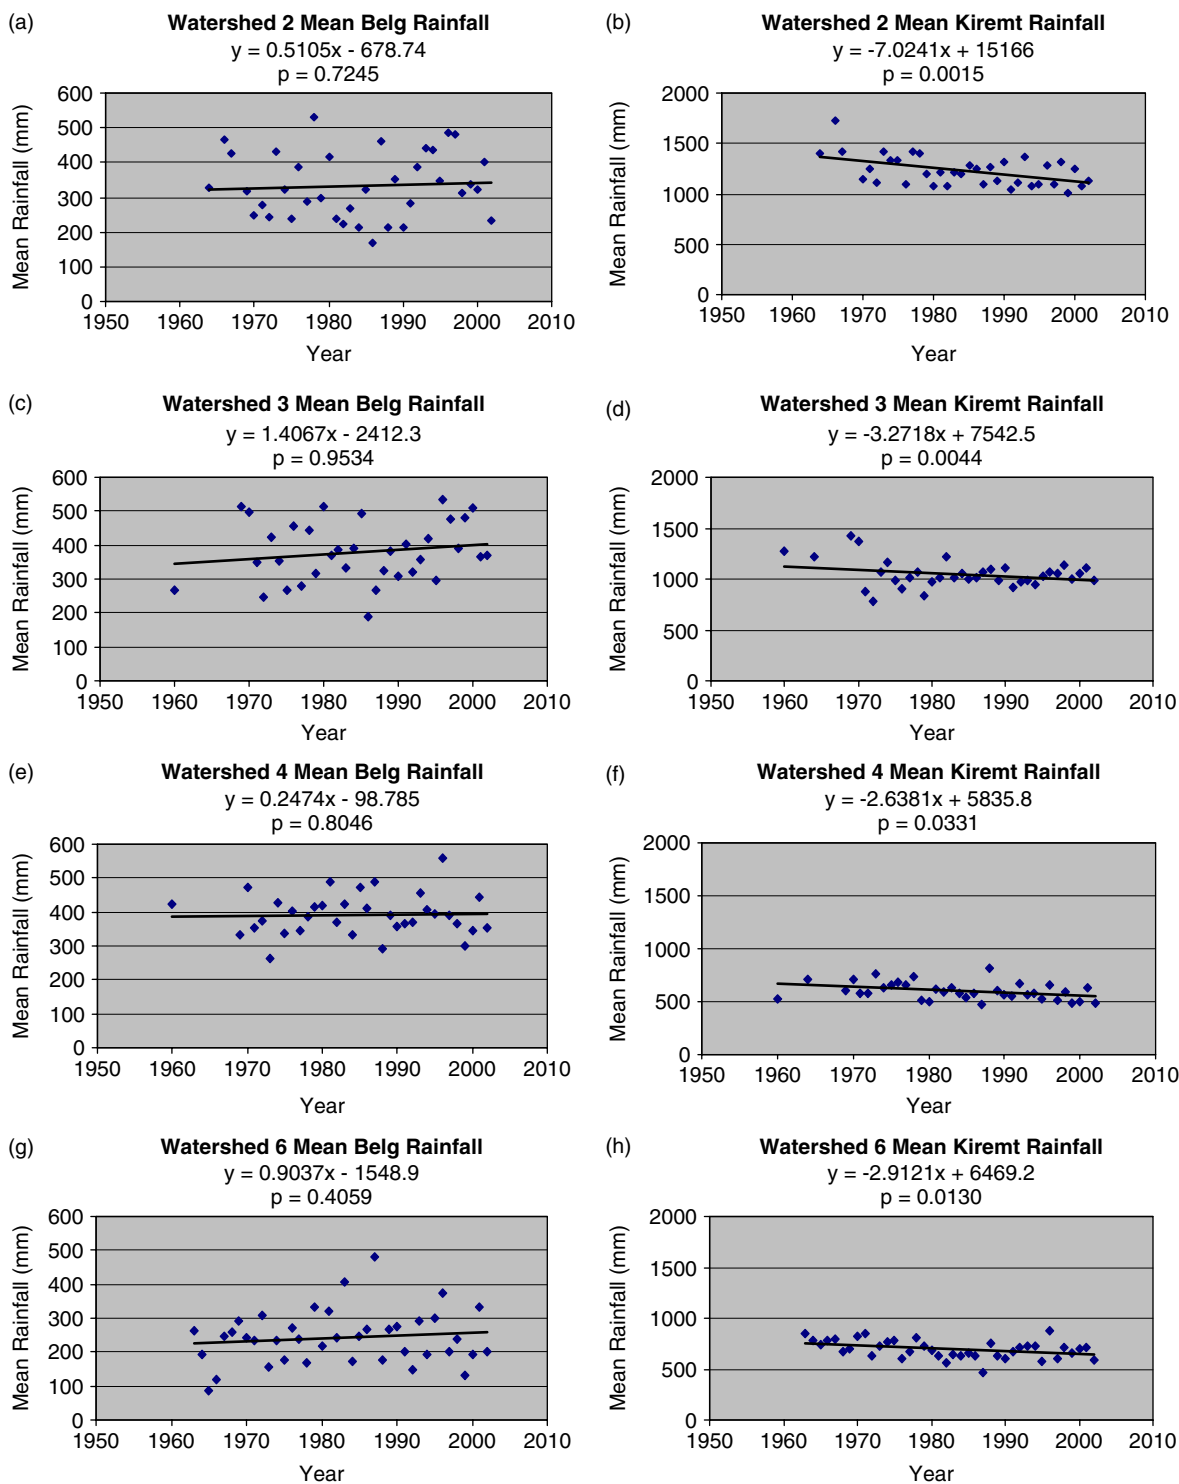 (a)
Watershed 2 Mean Belg Rainfall
y = 0.5105x - 678.74
p = 0.7245
Mean Rainfall (mm)
600
500
400
300
200
100
0
1950 1960 1970 1980 1990 2000 2010
Year
(b)
Watershed 2 Mean Kiremt Rainfall
y = -7.0241x + 15166
p = 0.0015
Mean Rainfall (mm)
2000
1500
1000
500
0
1950 1960 1970 1980 1990 2000 2010
Year
(c)
Watershed 3 Mean Belg Rainfall
y = 1.4067x - 2412.3
p = 0.9534
Mean Rainfall (mm)
600
500
400
300
200
100
0
1950 1960 1970 1980 1990 2000 2010
Year
(d)
Watershed 3 Mean Kiremt Rainfall
y = -3.2718x + 7542.5
p = 0.0044
Mean Rainfall (mm)
2000
1500
1000
500
0
1950 1960 1970 1980 1990 2000 2010
Year
(e)
Watershed 4 Mean Belg Rainfall
y = 0.2474x - 98.785
p = 0.8046
Mean Rainfall (mm)
600
500
400
300
200
100
0
1950 1960 1970 1980 1990 2000 2010
Year
(f)
Watershed 4 Mean Kiremt Rainfall
y = -2.6381x + 5835.8
p = 0.0331
Mean Rainfall (mm)
2000
1500
1000
500
0
1950 1960 1970 1980 1990 2000 2010
Year
(g)
Watershed 6 Mean Belg Rainfall
y = 0.9037x - 1548.9
p = 0.4059
Mean Rainfall (mm)
600
500
400
300
200
100
0
1950 1960 1970 1980 1990 2000 2010
Year
(h)
Watershed 6 Mean Kiremt Rainfall
y = -2.9121x + 6469.2
p = 0.0130
Mean Rainfall (mm)
2000
1500
1000
500
0
1950 1960 1970 1980 1990 2000 2010
Year